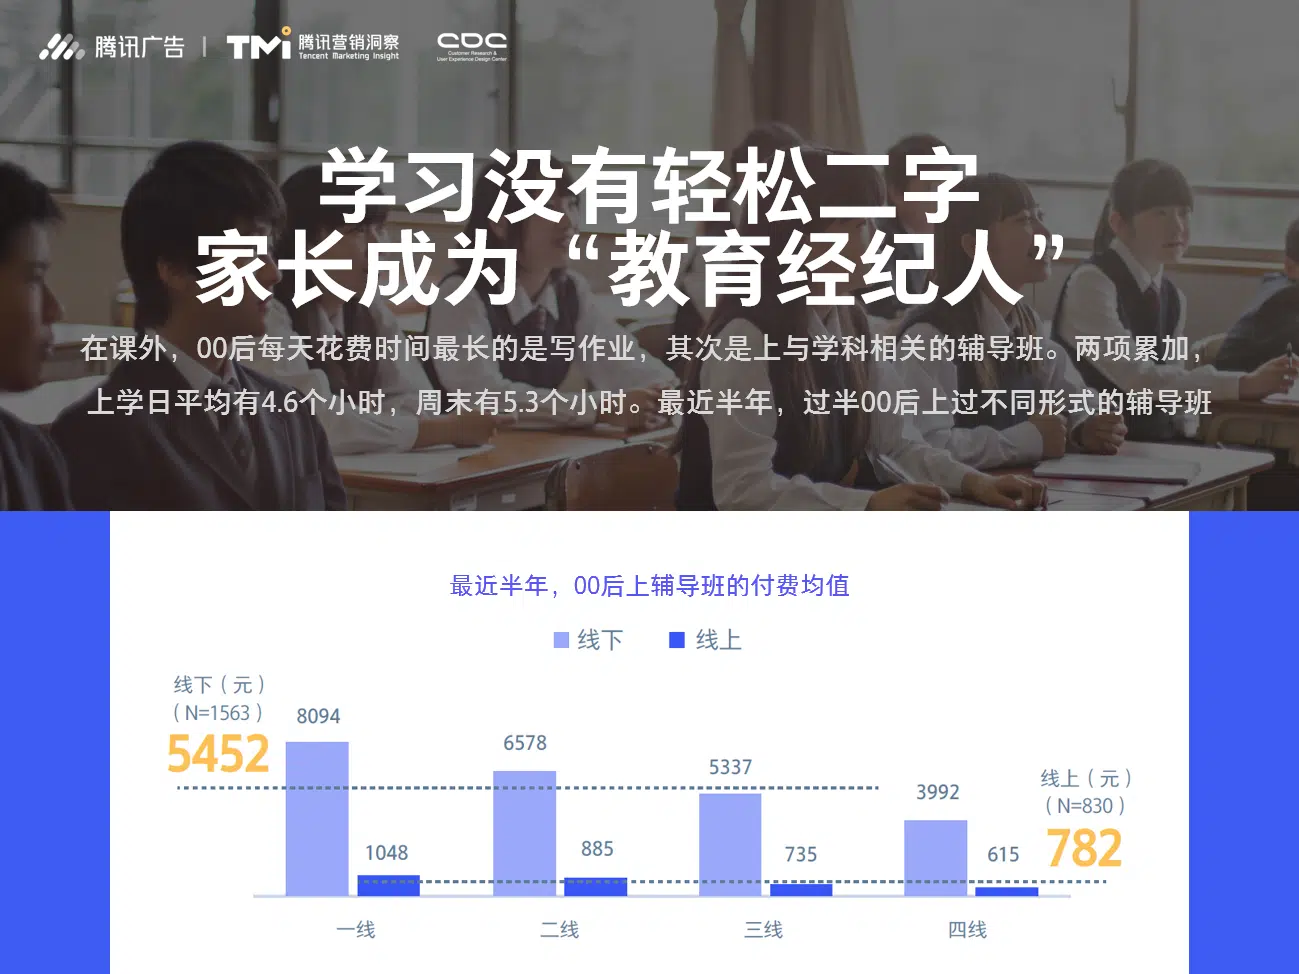 腾讯广告 | TMi 腾讯营销洞察
Tencent Marketing Insight
CDC
Customer Research &
User Experience Design Center
学习没有轻松二字
家长成为“教育经纪人”
在课外，00后每天花费时间最长的是写作业，其次是上与学科相关的辅导班。两项累加，
上学日平均有4.6个小时，周末有5.3个小时。最近半年，过半00后上过不同形式的辅导班
最近半年，00后上辅导班的付费均值
线下 线上
线下（元）
（N=1563）
5452
8094
6578
5337
3992
线上（元）
（N=830）
782
1048
885
735
615
一线 二线 三线 四线